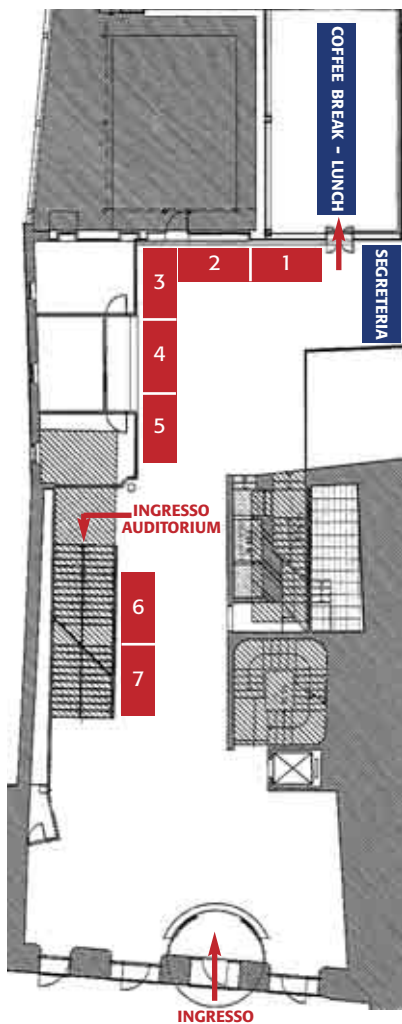 COFFEE BREAK - LUNCH
SEGRETERIA
2
1
3
4
5
INGRESSO
AUDITORIUM
6
7
INGRESSO